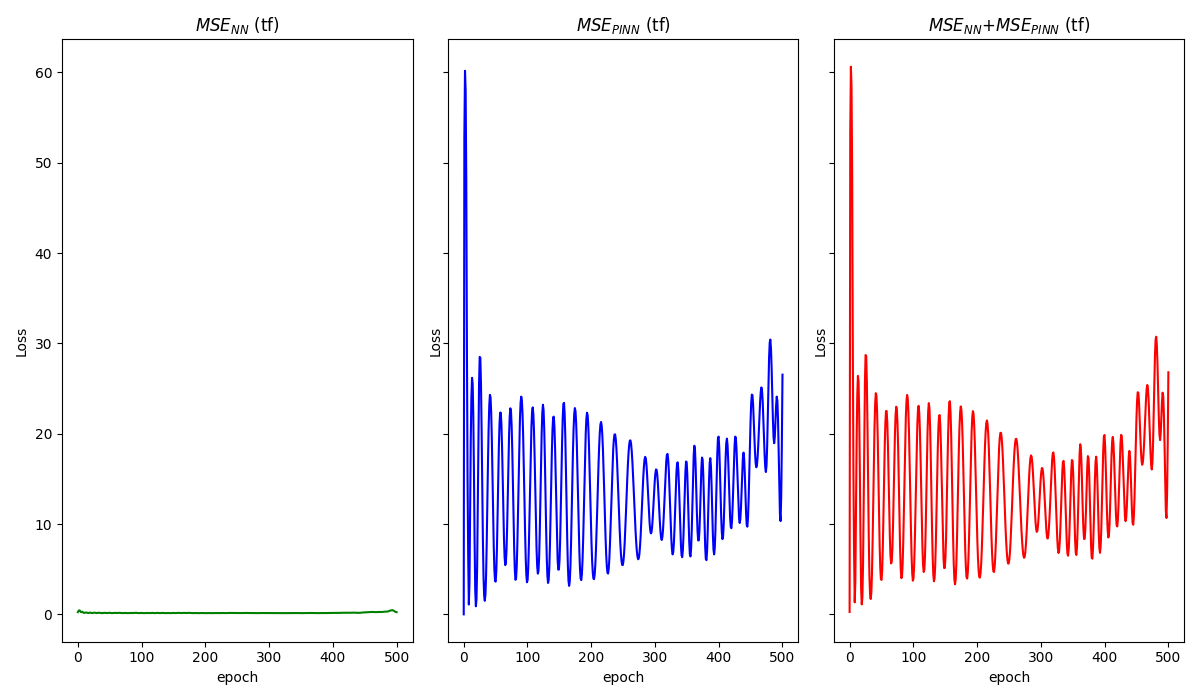 MSE_NN (tf)
MSE_PINN (tf)
MSE_NN+MSE_PINN (tf)
60
50
40
30
20
10
0
Loss
Loss
Loss
0 100 200 300 400 500
0 100 200 300 400 500
0 100 200 300 400 500
epoch
epoch
epoch